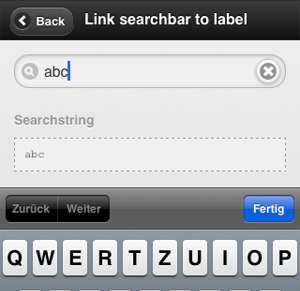 Back Link searchbar to label
abc
Searchstring
abc
Zurück Weiter Fertig
Q W E R T Z U I O P